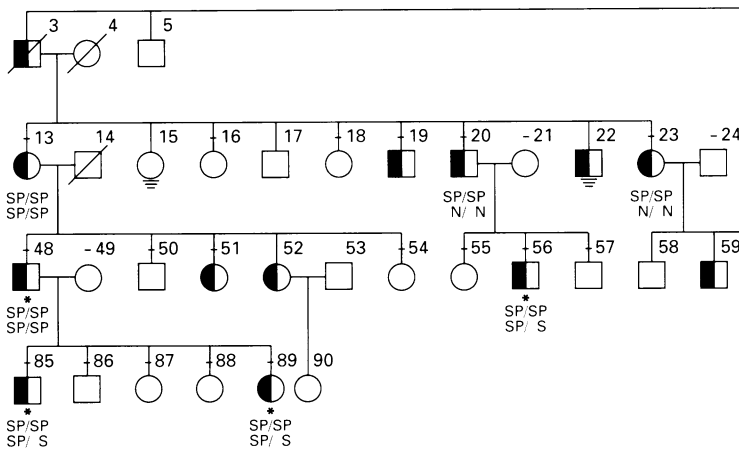 3 4 5
13 14 15 16 17 18 19 20 -21 22 23 -24
SP/SP SP/SP SP/SP
SP/SP N/ N N/ N
48 -49 50 51 52 53 54 55 56 57 58 59
* *
SP/SP SP/SP
SP/SP SP/ S
85 86 87 88 89 90
* *
SP/SP SP/SP
SP/ S SP/ S